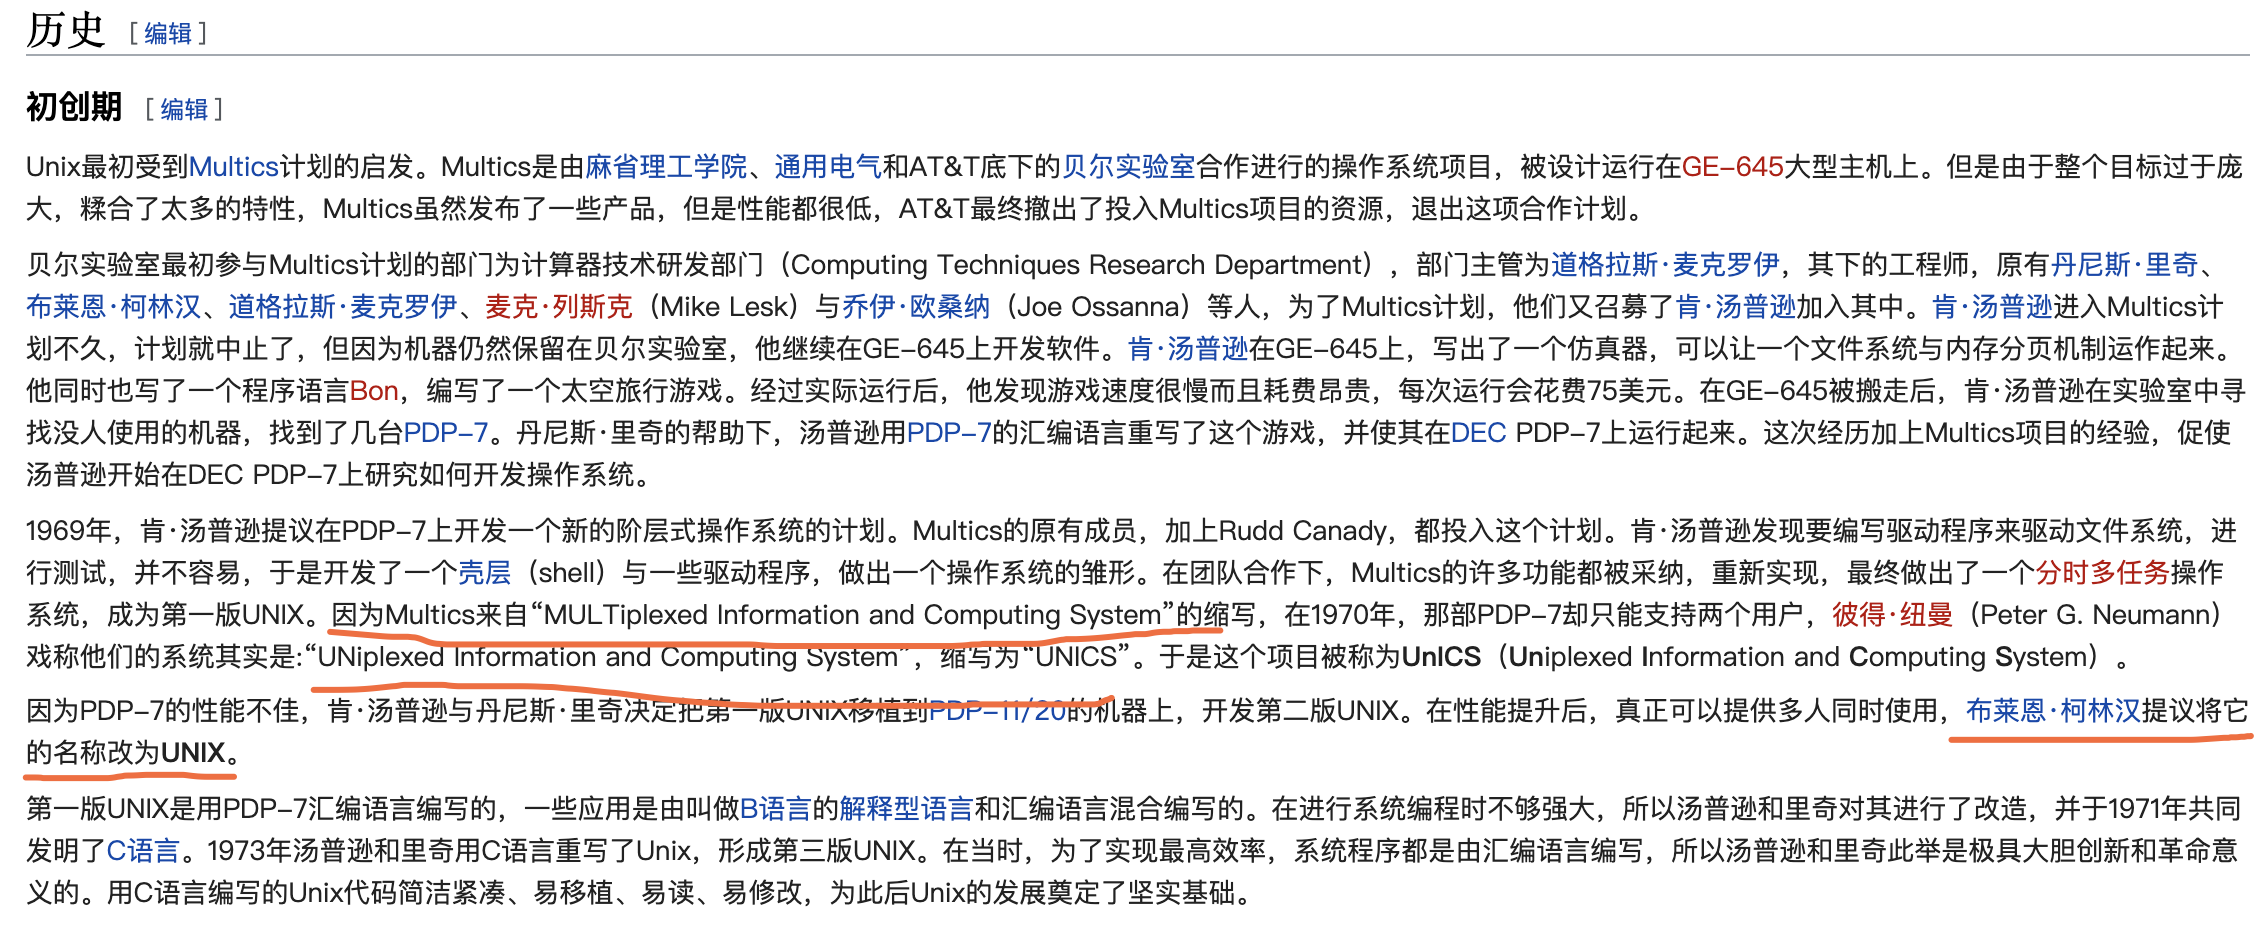 历史 [编辑]
初创期 [编辑]
Unix最初受到Multics计划的启发。Multics是由麻省理工学院、通用电气和AT&T底下的贝尔实验室合作进行的操作系统项目，被设计运行在GE-645大型主机上。但是由于整个目标过于庞
大，糅合了太多的特性，Multics虽然发布了一些产品，但是性能都很低，AT&T最终撤出了投入Multics项目的资源，退出这项合作计划。
贝尔实验室最初参与Multics计划的部门为计算器技术研发部门（Computing Techniques Research Department），部门主管为道格拉斯·麦克罗伊，其下的工程师，原有丹尼斯·里奇、
布莱恩·柯林汉、道格拉斯·麦克罗伊、麦克·列斯克（Mike Lesk）与乔伊·欧桑纳（Joe Ossanna）等人，为了Multics计划，他们又召募了肯·汤普逊加入其中。肯·汤普逊进入Multics计
划不久，计划就中止了，但因为机器仍然保留在贝尔实验室，他继续在GE-645上开发软件。肯·汤普逊在GE-645上，写出了一个仿真器，可以让一个文件系统与内存分页机制运作起来。
他同时也写了一个程序语言Bon，编写了一个太空旅行游戏。经过实际运行后，他发现游戏速度很慢而且耗费昂贵，每次运行会花费75美元。在GE-645被搬走后，肯·汤普逊在实验室中寻
找没人使用的机器，找到了几台PDP-7。丹尼斯·里奇的帮助下，汤普逊用PDP-7的汇编语言重写了这个游戏，并使其在DEC PDP-7上运行起来。这次经历加上Multics项目的经验，促使
汤普逊开始在DEC PDP-7上研究如何开发操作系统。
1969年，肯·汤普逊提议在PDP-7上开发一个新的阶层式操作系统的计划。Multics的原有成员，加上Rudd Canady，都投入这个计划。肯·汤普逊发现要编写驱动程序来驱动文件系统，进
行测试，并不容易，于是开发了一个壳层（shell）与一些驱动程序，做出一个操作系统的雏形。在团队合作下，Multics的许多功能都被采纳，重新实现，最终做出了一个分时多任务操作
系统，成为第一版UNIX。因为Multics来自“MULTiplexed Information and Computing System”的缩写，在1970年，那部PDP-7却只能支持两个用户，彼得·纽曼（Peter G. Neumann）
戏称他们的系统其实是:“UNiplexed Information and Computing System”，缩写为“UNICS”。于是这个项目被称为UnICS（Uniplexed Information and Computing System）。
因为PDP-7的性能不佳，肯·汤普逊与丹尼斯·里奇决定把第一版UNIX移植到PDP-11/20的机器上，开发第二版UNIX。在性能提升后，真正可以提供多人同时使用，布莱恩·柯林汉提议将它
的名称改为UNIX。
第一版UNIX是用PDP-7汇编语言编写的，一些应用是由叫做B语言的解释型语言和汇编语言混合编写的。在进行系统编程时不够强大，所以汤普逊和里奇对其进行了改造，并于1971年共同
发明了C语言。1973年汤普逊和里奇用C语言重写了Unix，形成第三版UNIX。在当时，为了实现最高效率，系统程序都是由汇编语言编写，所以汤普逊和里奇此举是极具大胆创新和革命意
义的。用C语言编写的Unix代码简洁紧凑、易移植、易读、易修改，为此后Unix的发展奠定了坚实基础。